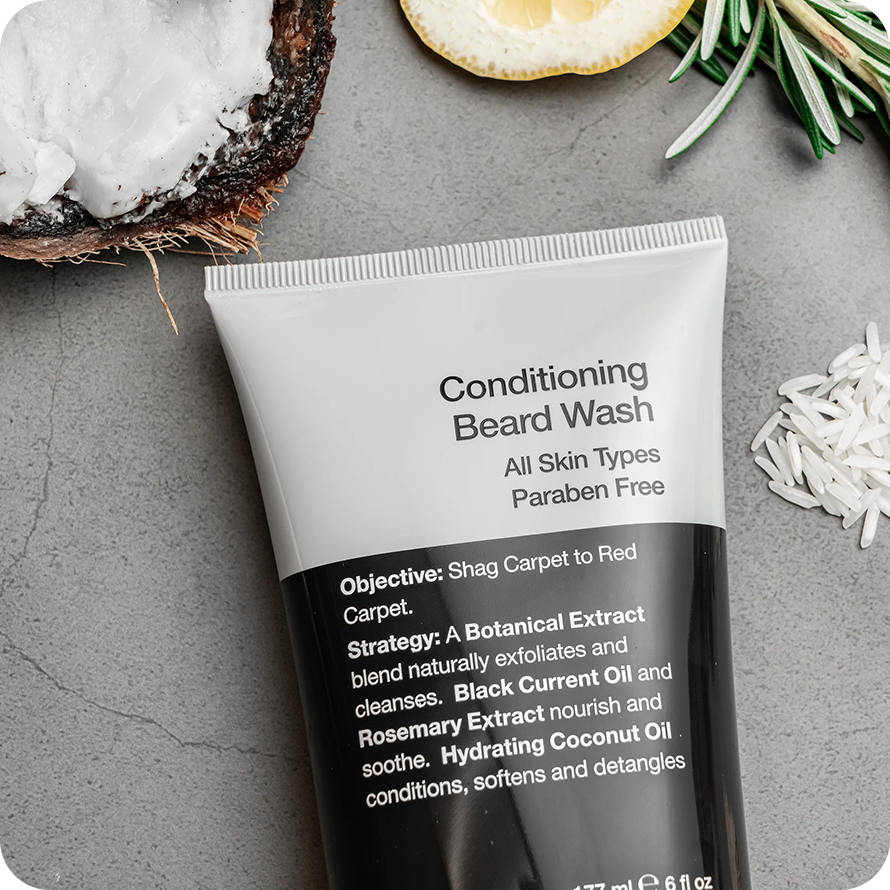 Conditioning
Beard Wash
All Skin Types
Paraben Free
Objective: Shag Carpet to Red
Carpet.
Strategy: A Botanical Extract
blend naturally exfoliates and
cleanses. Black Current Oil and
Rosemary Extract nourish and
soothe. Hydrating Coconut Oil
conditions, softens and detangles
177 ml ℮ 6 fl oz